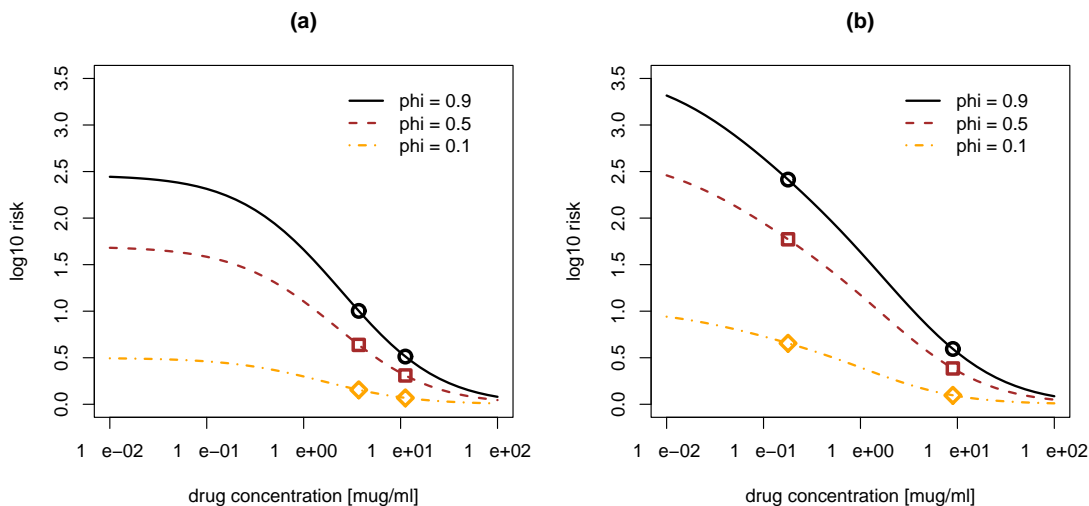 (a)
phi = 0.9
phi = 0.5
phi = 0.1
log10 risk
3.5
3.0
2.5
2.0
1.5
1.0
0.5
0.0
1 e−02 1 e−01 1 e+00 1 e+01 1 e+02
drug concentration [mug/ml]
(b)
phi = 0.9
phi = 0.5
phi = 0.1
log10 risk
3.5
3.0
2.5
2.0
1.5
1.0
0.5
0.0
1 e−02 1 e−01 1 e+00 1 e+01 1 e+02
drug concentration [mug/ml]